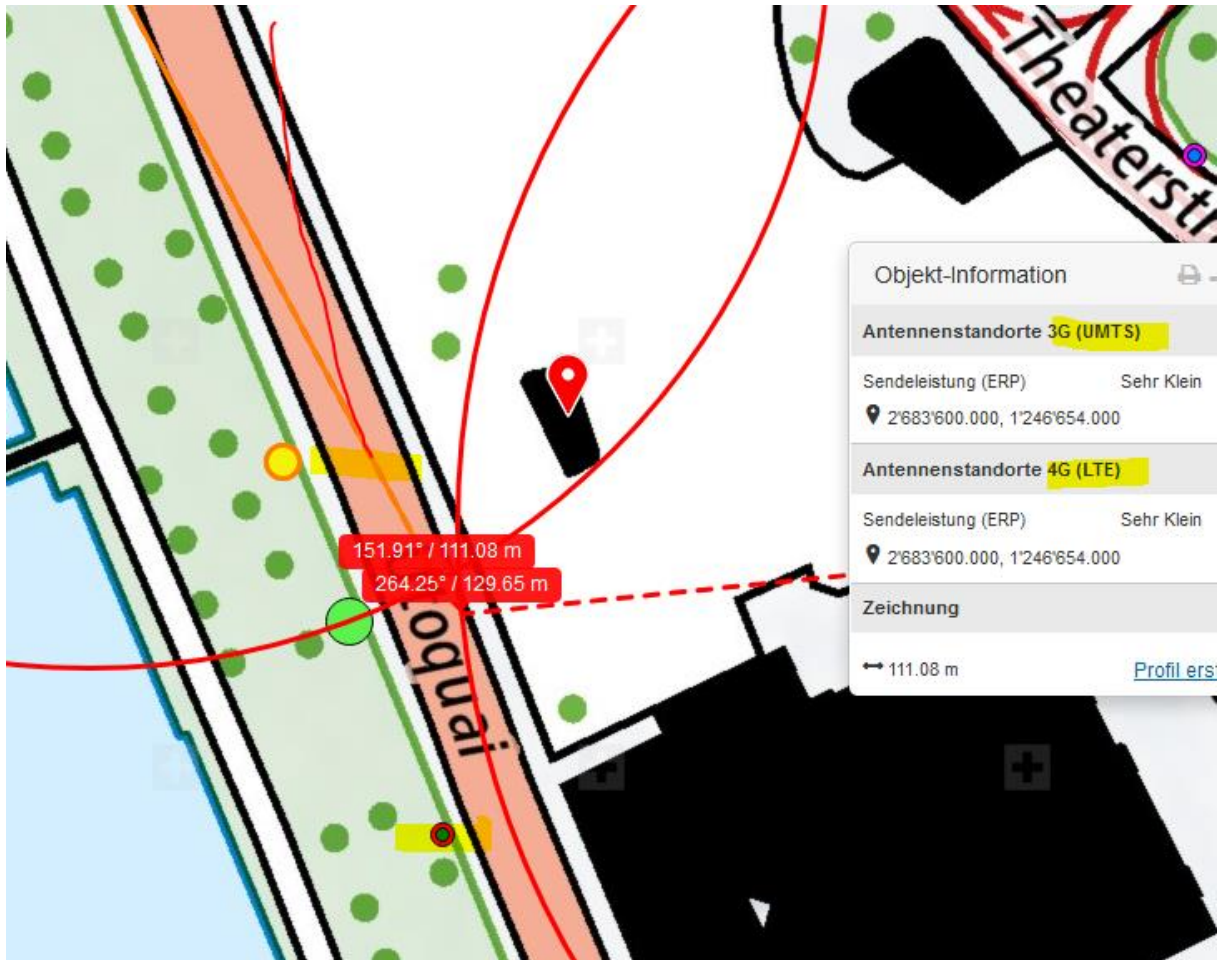 Theaterstr
Objekt-Information
Antennenstandorte 3G (UMTS)
Sendeleistung (ERP) Sehr Klein
2'683'600.000, 1'246'654.000
Antennenstandorte 4G (LTE)
Sendeleistung (ERP) Sehr Klein
2'683'600.000, 1'246'654.000
Zeichnung
111.08 m Profil erst
151.91° / 111.08 m
264.25° / 129.65 m
oquai